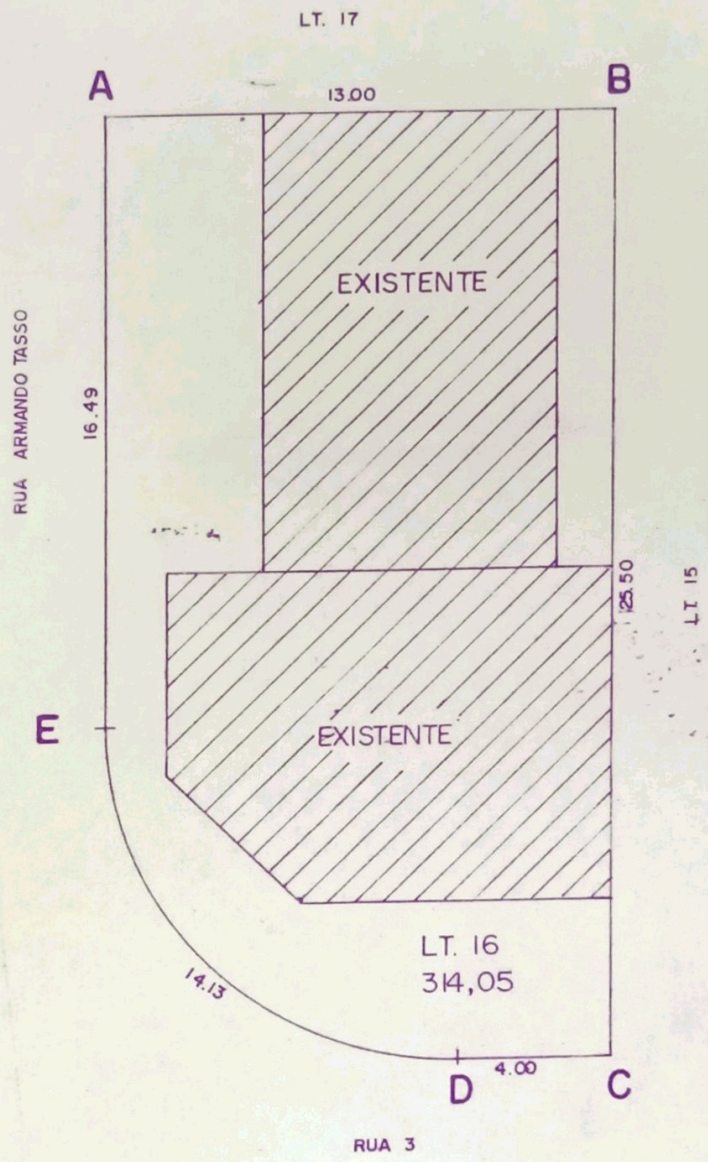 LT. 17
A
B
13.00
EXISTENTE
RUA ARMANDO TASSO
16.49
25.50
LT 15
E
EXISTENTE
LT. 16
314,05
14.13
4.00
D
C
RUA 3